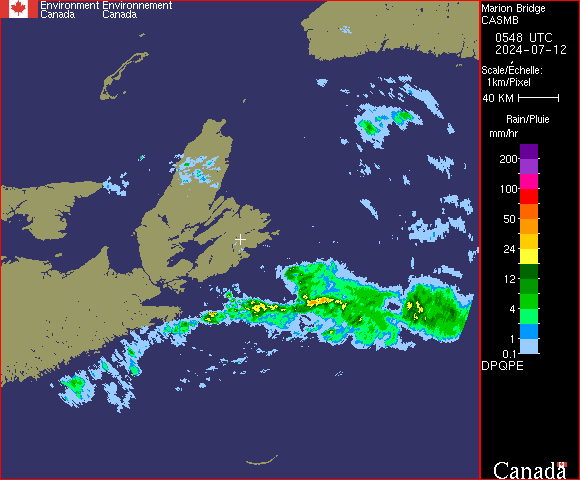 Environment Environnement
Canada Canada
Marion Bridge
CASMB
0548 UTC
2024-07-12
Scale/Échelle:
1km/Pixel
40 KM
Rain/Pluie
mm/hr
200
100
50
24
12
4
1
0.1
DPQPE
Canada